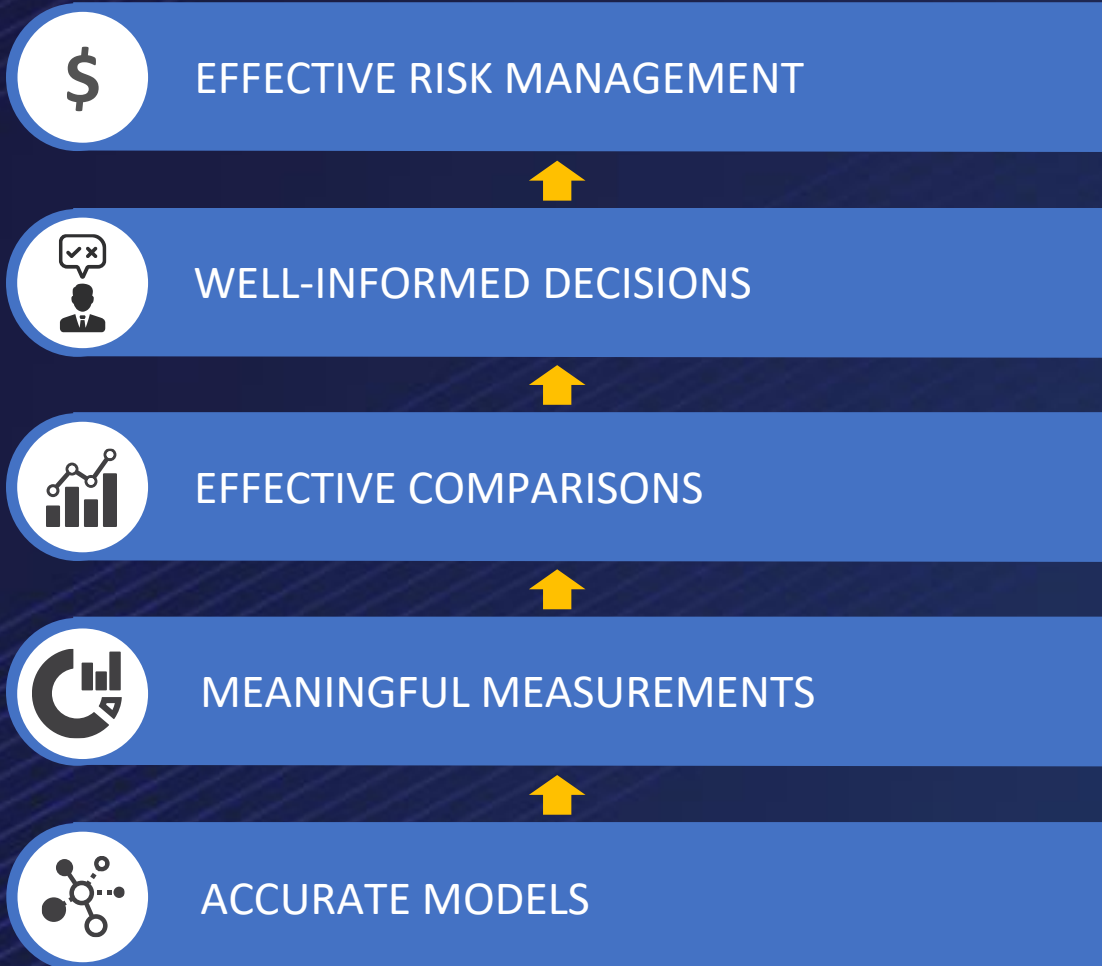 $
EFFECTIVE RISK MANAGEMENT
WELL-INFORMED DECISIONS
EFFECTIVE COMPARISONS
MEANINGFUL MEASUREMENTS
ACCURATE MODELS